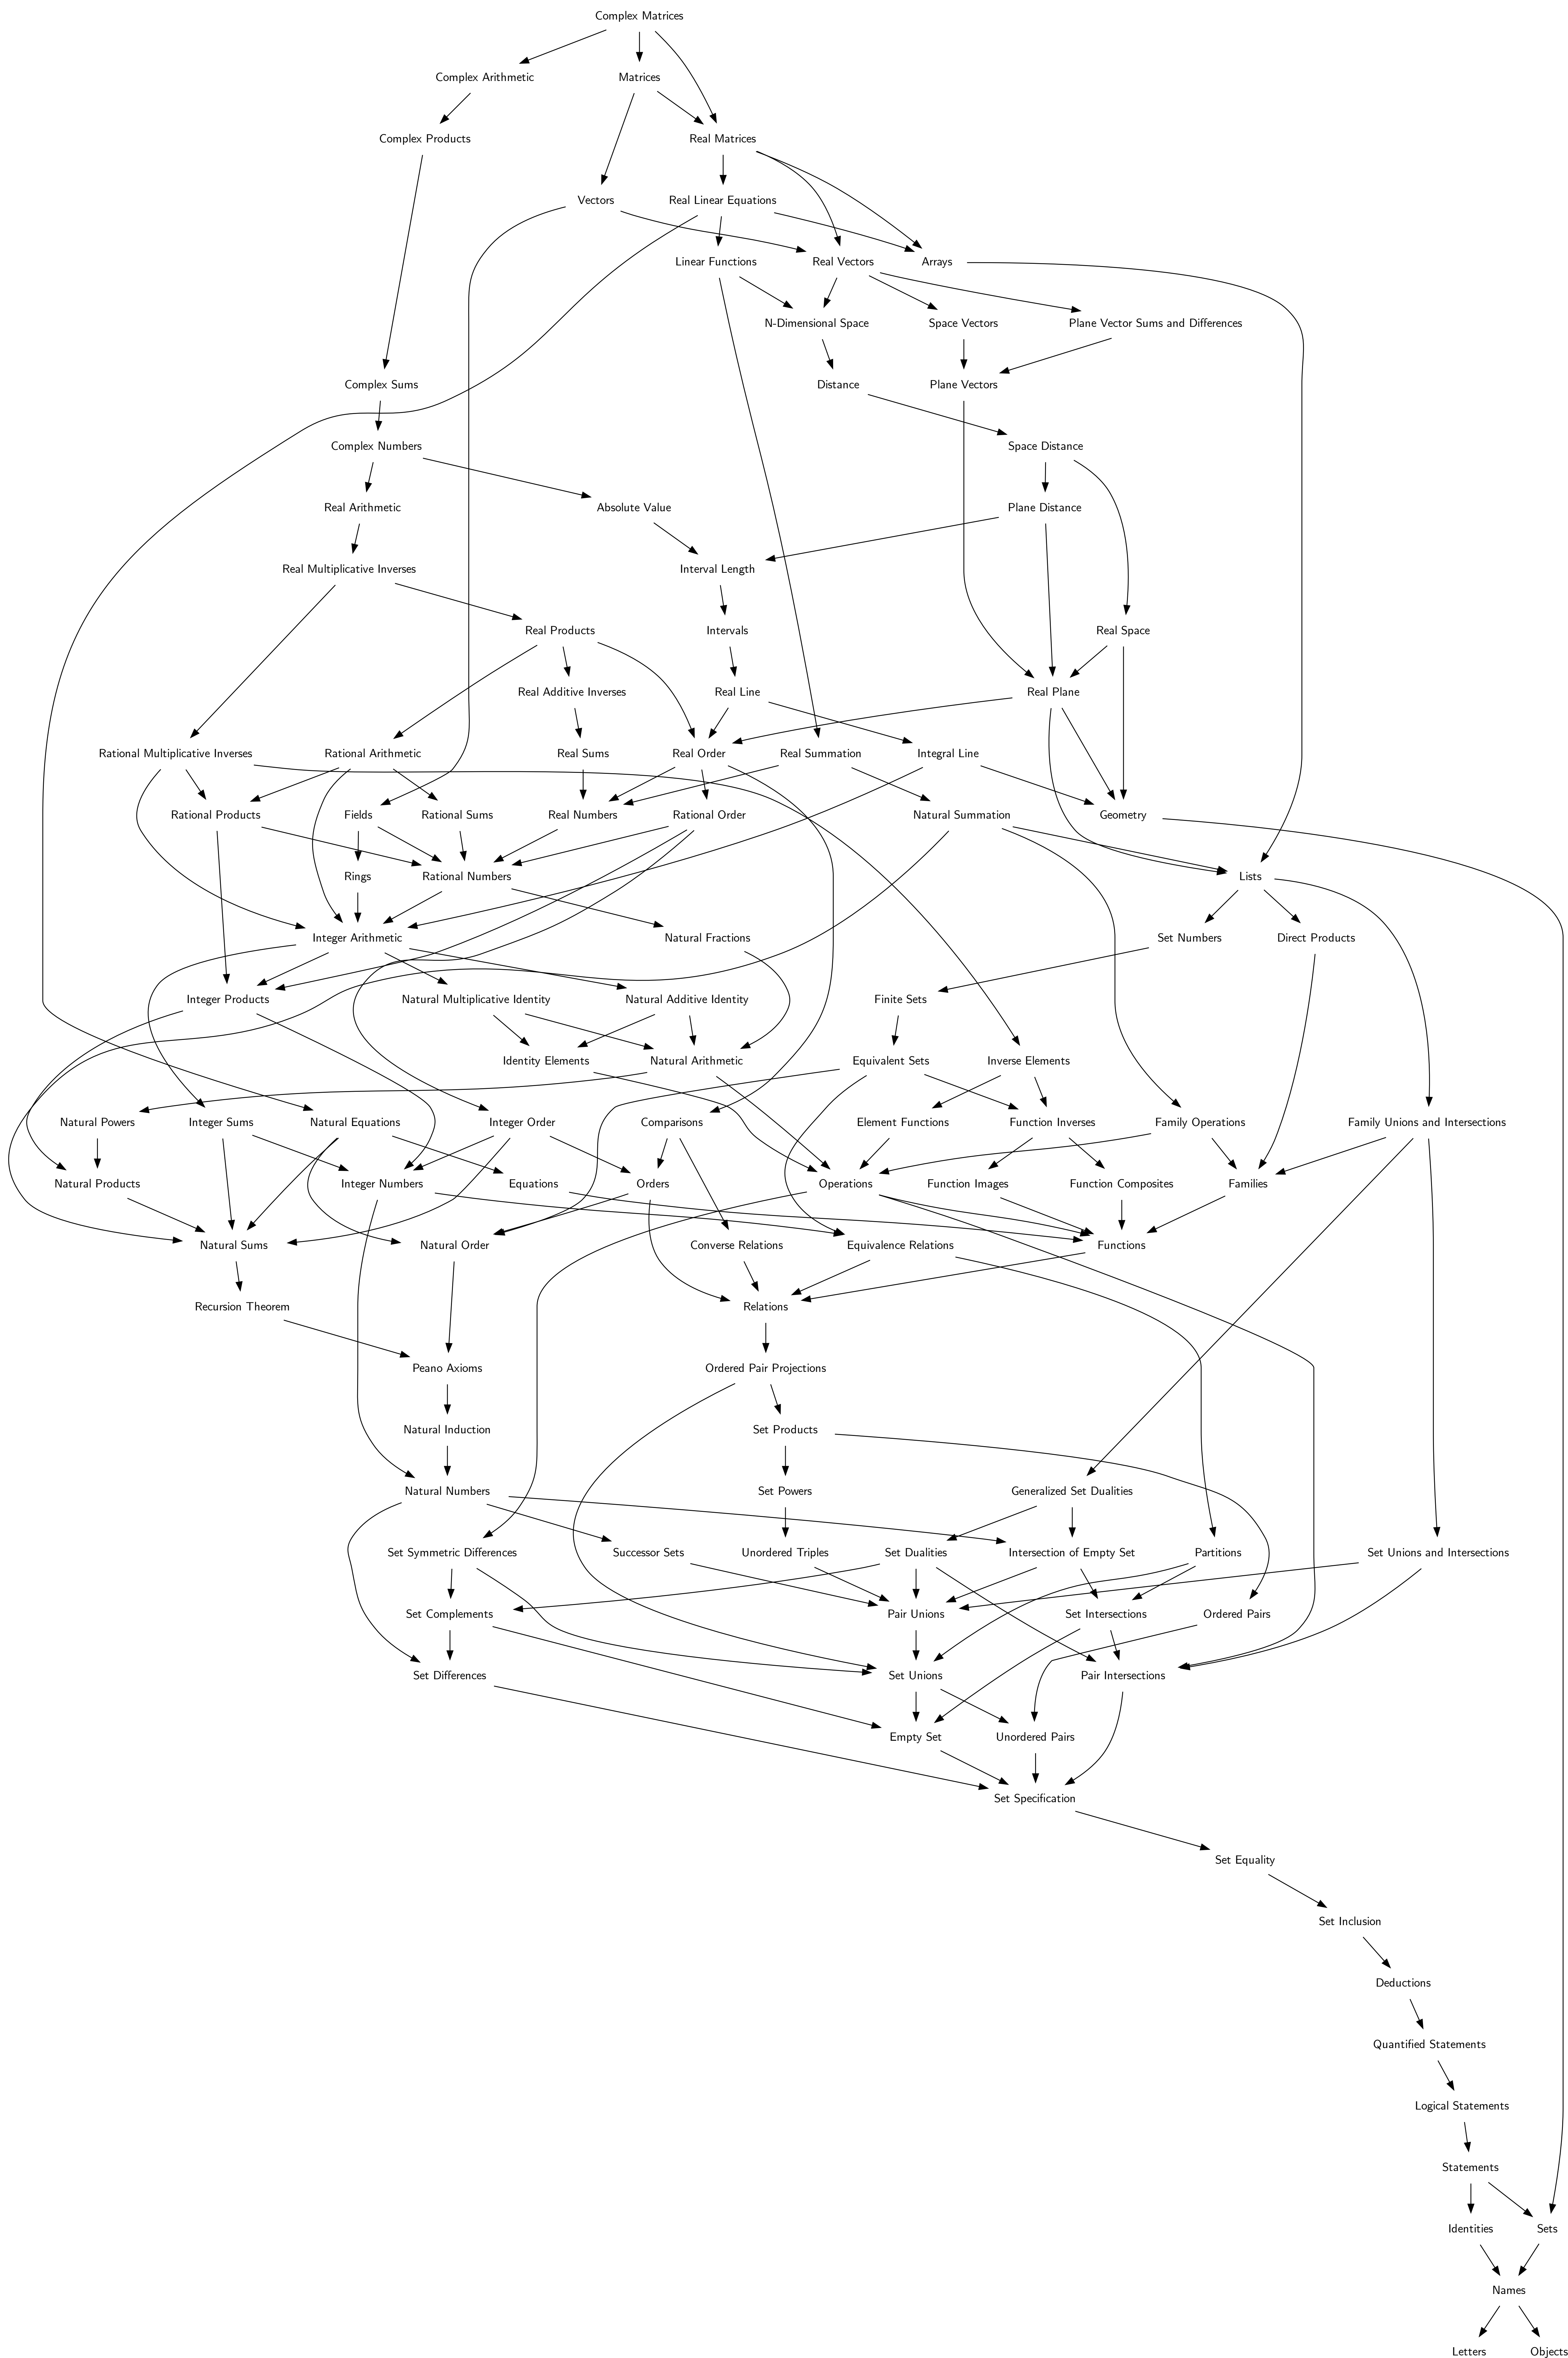 Complex Matrices
Complex Arithmetic
Matrices
Complex Products
Real Matrices
Vectors
Real Linear Equations
Linear Functions
Real Vectors
Arrays
N-Dimensional Space
Space Vectors
Plane Vector Sums and Differences
Complex Sums
Distance
Plane Vectors
Complex Numbers
Space Distance
Real Arithmetic
Absolute Value
Plane Distance
Real Multiplicative Inverses
Interval Length
Real Products
Intervals
Real Space
Real Additive Inverses
Real Line
Real Plane
Rational Multiplicative Inverses
Rational Arithmetic
Real Sums
Real Order
Real Summation
Integral Line
Rational Products
Fields
Rational Sums
Real Numbers
Rational Order
Natural Summation
Geometry
Rings
Rational Numbers
Lists
Integer Arithmetic
Natural Fractions
Set Numbers
Direct Products
Integer Products
Natural Multiplicative Identity
Natural Additive Identity
Finite Sets
Identity Elements
Natural Arithmetic
Equivalent Sets
Inverse Elements
Natural Powers
Integer Sums
Natural Equations
Integer Order
Comparisons
Element Functions
Function Inverses
Family Operations
Family Unions and Intersections
Natural Products
Integer Numbers
Equations
Orders
Operations
Function Images
Function Composites
Families
Natural Sums
Natural Order
Converse Relations
Equivalence Relations
Functions
Recursion Theorem
Relations
Peano Axioms
Ordered Pair Projections
Natural Induction
Set Products
Natural Numbers
Set Powers
Generalized Set Dualities
Set Symmetric Differences
Successor Sets
Unordered Triples
Set Dualities
Intersection of Empty Set
Partitions
Set Unions and Intersections
Set Complements
Pair Unions
Set Intersections
Ordered Pairs
Set Differences
Set Unions
Pair Intersections
Empty Set
Unordered Pairs
Set Specification
Set Equality
Set Inclusion
Deductions
Quantified Statements
Logical Statements
Statements
Identities
Sets
Names
Letters
Objects